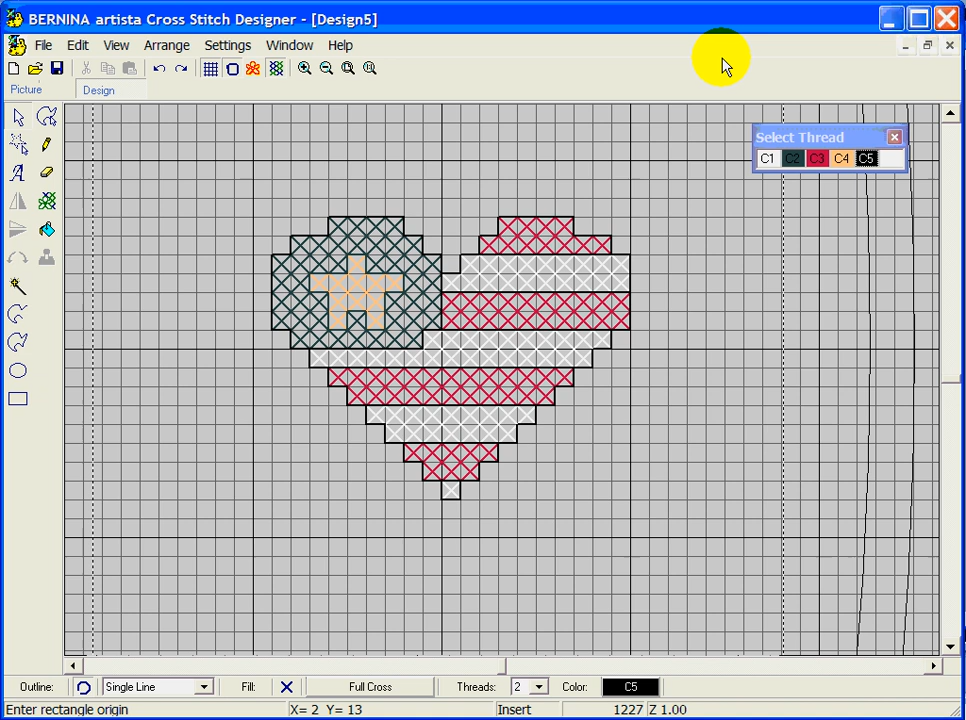 BERNINA artista Cross Stitch Designer - [Design5]
File Edit View Arrange Settings Window Help
Picture Design
Select Thread
C1 C2 C3 C4 C5
Outline: Single Line Fill: Full Cross Threads: 2 Color: C5
Enter rectangle origin X= 2 Y= 13 Insert 1227 Z 1.00